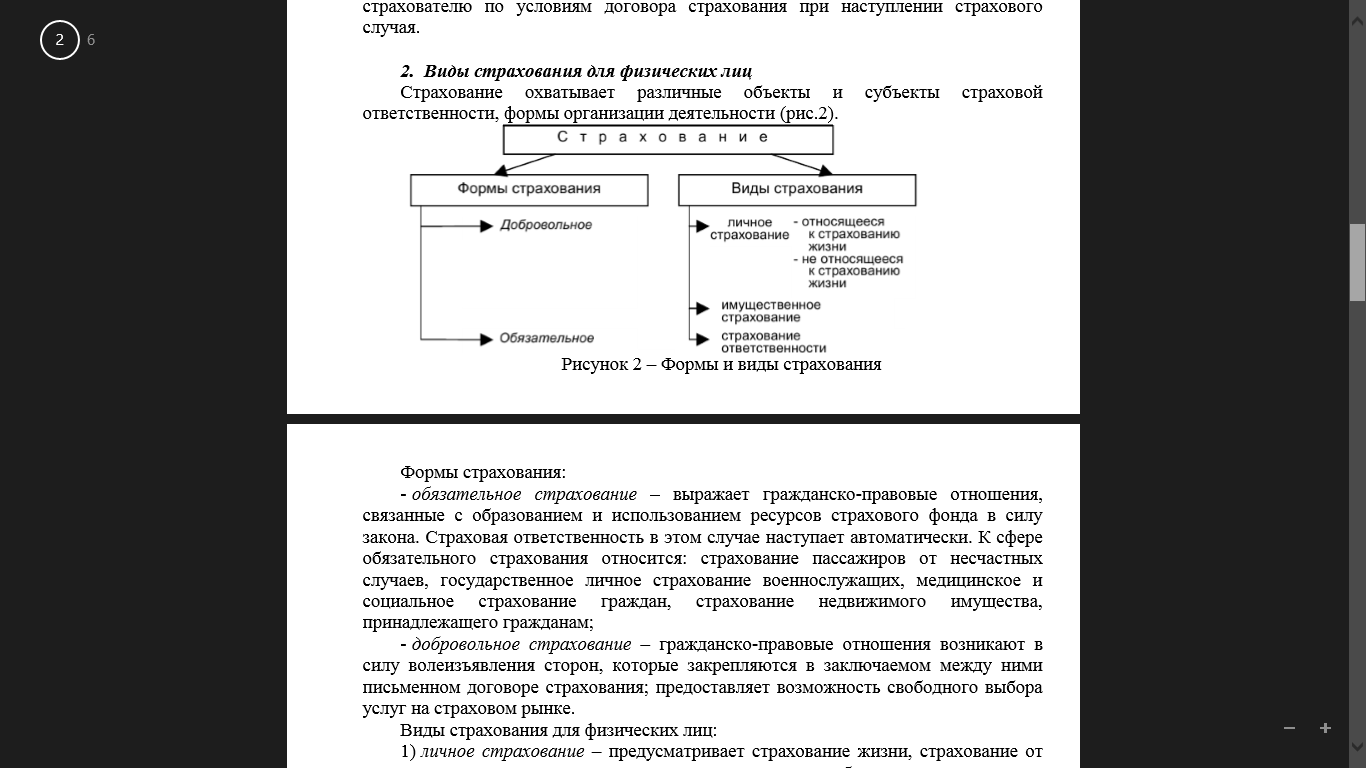 2 6
страхователю по условиям договора страхования при наступлении страхового
случая.
2. Виды страхования для физических лиц
Страхование охватывает различные объекты и субъекты страховой
ответственности, формы организации деятельности (рис.2).
Страхование
Формы страхования
Добровольное
Обязательное
Виды страхования
личное
страхование
- относящееся
к страхованию
жизни
- не относящееся
к страхованию
жизни
имущественное
страхование
страхование
ответственности
Рисунок 2 – Формы и виды страхования
Формы страхования:
- обязательное страхование – выражает гражданско-правовые отношения,
связанные с образованием и использованием ресурсов страхового фонда в силу
закона. Страховая ответственность в этом случае наступает автоматически. К сфере
обязательного страхования относится: страхование пассажиров от несчастных
случаев, государственное личное страхование военнослужащих, медицинское и
социальное страхование граждан, страхование недвижимого имущества,
принадлежащего гражданам;
- добровольное страхование – гражданско-правовые отношения возникают в
силу волеизъявления сторон, которые закрепляются в заключаемом между ними
письменном договоре страхования; предоставляет возможность свободного выбора
услуг на страховом рынке.
Виды страхования для физических лиц:
1) личное страхование – предусматривает страхование жизни, страхование от